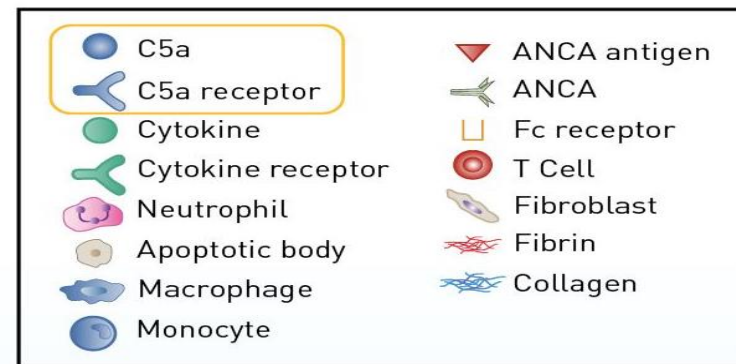 C5a
C5a receptor
Cytokine
Cytokine receptor
Neutrophil
Apoptotic body
Macrophage
Monocyte
ANCA antigen
ANCA
Fc receptor
T Cell
Fibroblast
Fibrin
Collagen